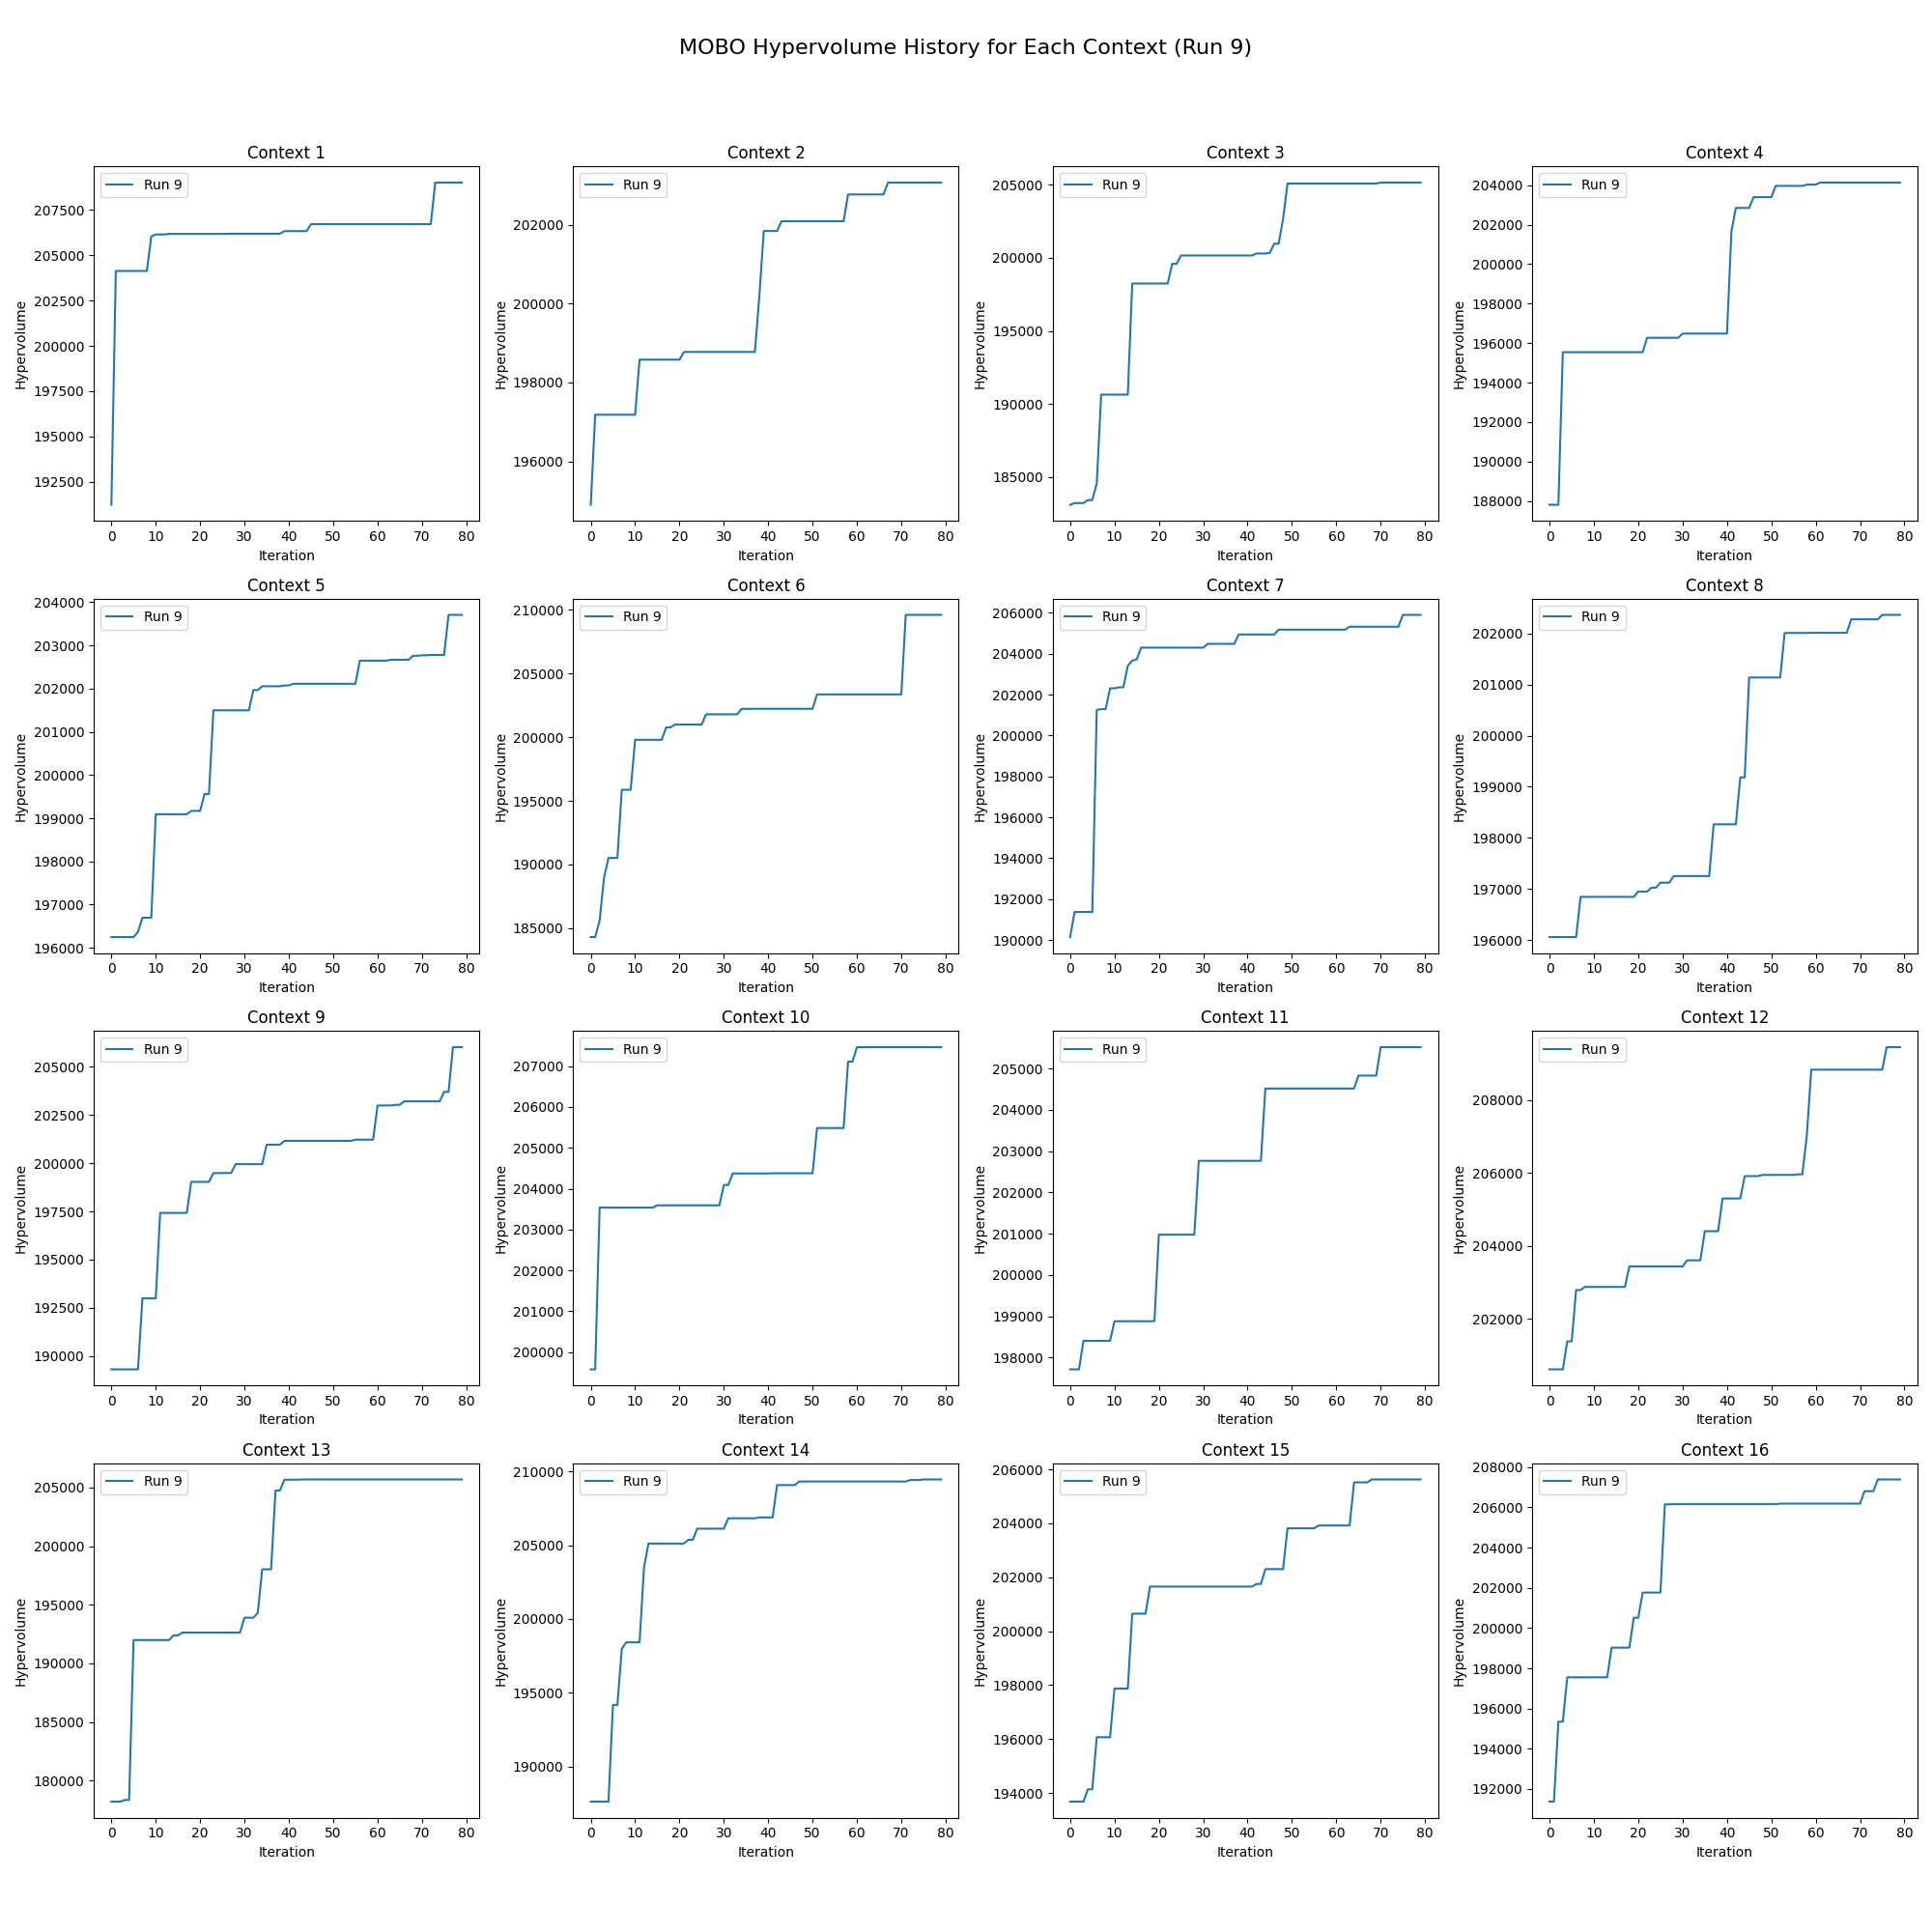 MOBO Hypervolume History for Each Context (Run 9)
Context 1
Run 9
207500
205000
202500
200000
197500
195000
192500
Hypervolume
0 10 20 30 40 50 60 70 80
Iteration
Context 2
Run 9
202000
200000
198000
196000
Hypervolume
0 10 20 30 40 50 60 70 80
Iteration
Context 3
Run 9
205000
200000
195000
190000
185000
Hypervolume
0 10 20 30 40 50 60 70 80
Iteration
Context 4
Run 9
204000
202000
200000
198000
196000
194000
192000
190000
188000
Hypervolume
0 10 20 30 40 50 60 70 80
Iteration
Context 5
Run 9
204000
203000
202000
201000
200000
199000
198000
197000
196000
Hypervolume
0 10 20 30 40 50 60 70 80
Iteration
Context 6
Run 9
210000
205000
200000
195000
190000
185000
Hypervolume
0 10 20 30 40 50 60 70 80
Iteration
Context 7
Run 9
206000
204000
202000
200000
198000
196000
194000
192000
190000
Hypervolume
0 10 20 30 40 50 60 70 80
Iteration
Context 8
Run 9
202000
201000
200000
199000
198000
197000
196000
Hypervolume
0 10 20 30 40 50 60 70 80
Iteration
Context 9
Run 9
205000
202500
200000
197500
195000
192500
190000
Hypervolume
0 10 20 30 40 50 60 70 80
Iteration
Context 10
Run 9
207000
206000
205000
204000
203000
202000
201000
200000
Hypervolume
0 10 20 30 40 50 60 70 80
Iteration
Context 11
Run 9
205000
204000
203000
202000
201000
200000
199000
198000
Hypervolume
0 10 20 30 40 50 60 70 80
Iteration
Context 12
Run 9
208000
206000
204000
202000
Hypervolume
0 10 20 30 40 50 60 70 80
Iteration
Context 13
Run 9
205000
200000
195000
190000
185000
180000
Hypervolume
0 10 20 30 40 50 60 70 80
Iteration
Context 14
Run 9
210000
205000
200000
195000
190000
Hypervolume
0 10 20 30 40 50 60 70 80
Iteration
Context 15
Run 9
206000
204000
202000
200000
198000
196000
194000
Hypervolume
0 10 20 30 40 50 60 70 80
Iteration
Context 16
Run 9
208000
206000
204000
202000
200000
198000
196000
194000
192000
Hypervolume
0 10 20 30 40 50 60 70 80
Iteration